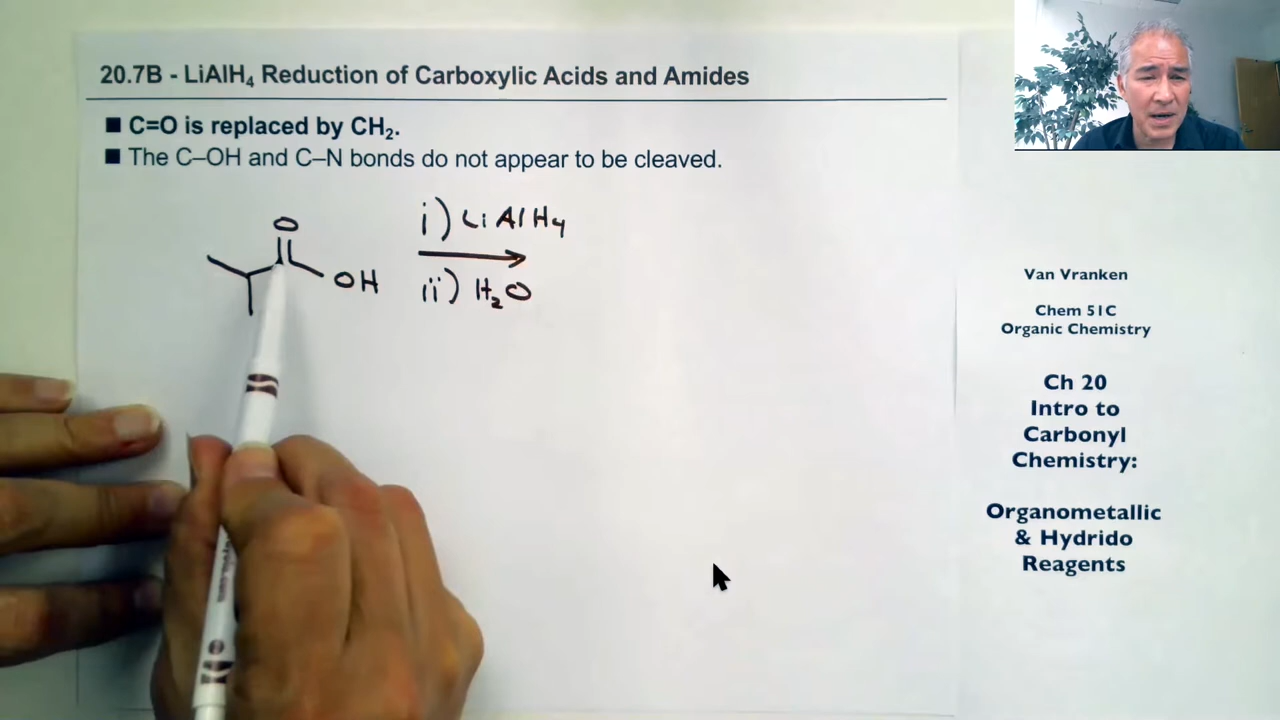 20.7B - LiAlH₄ Reduction of Carboxylic Acids and Amides
■ C=O is replaced by CH₂.
■ The C–OH and C–N bonds do not appear to be cleaved.
O
OH
i) LiAlH₄
ii) H₂O
Van Vranken
Chem 51C
Organic Chemistry
Ch 20
Intro to
Carbonyl
Chemistry:
Organometallic
& Hydrido
Reagents